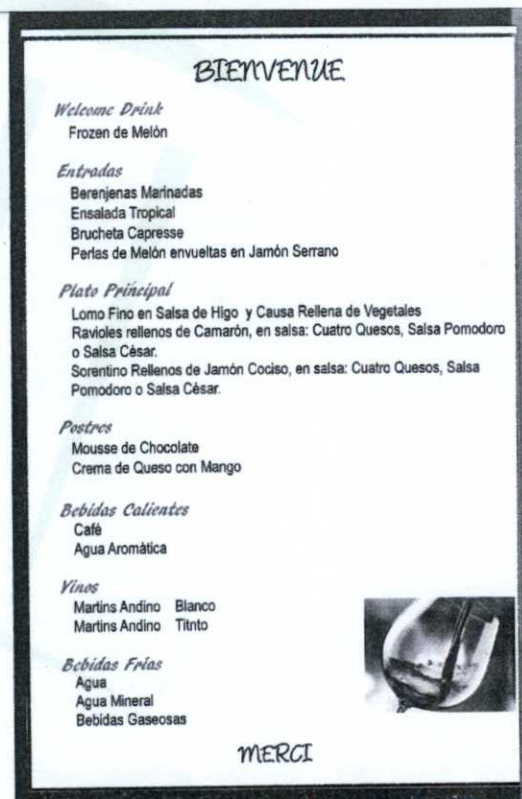 BIENVENUE
Welcome Drink
Frozen de Melón
Entradas
Berenjenas Marinadas
Ensalada Tropical
Brucheta Capresse
Perlas de Melón envueltas en Jamón Serrano
Plato Principal
Lomo Fino en Salsa de Higo y Causa Rellena de Vegetales
Ravioles rellenos de Camarón, en salsa: Cuatro Quesos, Salsa Pomodoro
o Salsa César.
Sorentino Rellenos de Jamón Cociso, en salsa: Cuatro Quesos, Salsa
Pomodoro o Salsa César.
Postres
Mousse de Chocolate
Crema de Queso con Mango
Bebidas Calientes
Café
Agua Aromàtica
Vinos
Martins Andino Blanco
Martins Andino Titnto
Bebidas Frías
Agua
Agua Mineral
Bebidas Gaseosas
MERCI